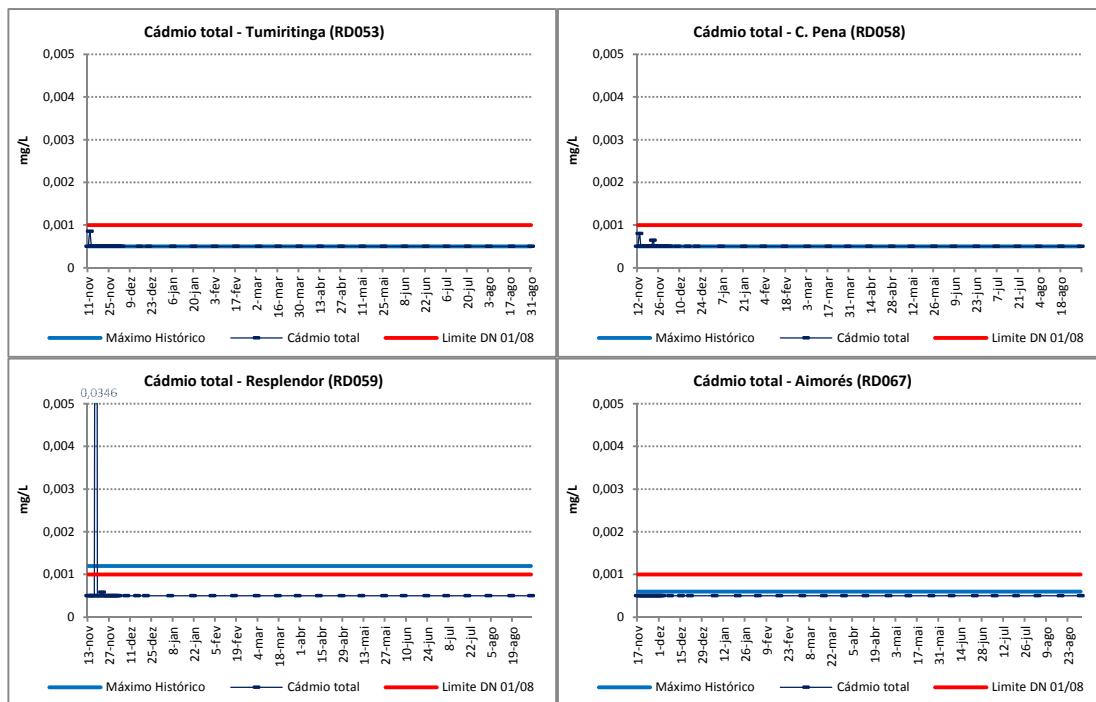 Cádmio total - Tumiritinga (RD053)
0,005
0,004
0,003
0,002
0,001
0
mg/L
11-nov 25-nov 9-dez 23-dez 6-jan 20-jan 3-fev 17-fev 2-mar 16-mar 30-mar 13-abr 27-abr 11-mai 25-mai 8-jun 22-jun 6-jul 20-jul 3-ago 17-ago 31-ago
Máximo Histórico Cádmio total Limite DN 01/08
Cádmio total - C. Pena (RD058)
0,005
0,004
0,003
0,002
0,001
0
mg/L
12-nov 26-nov 10-dez 24-dez 7-jan 21-jan 4-fev 18-fev 3-mar 17-mar 31-mar 14-abr 28-abr 12-mai 26-mai 9-jun 23-jun 7-jul 21-jul 4-ago 18-ago
Máximo Histórico Cádmio total Limite DN 01/08
Cádmio total - Resplendor (RD059)
0,0346
0,005
0,004
0,003
0,002
0,001
0
mg/L
13-nov 27-nov 11-dez 25-dez 8-jan 22-jan 5-fev 19-fev 4-mar 18-mar 1-abr 15-abr 29-abr 13-mai 27-mai 10-jun 24-jun 8-jul 22-jul 5-ago 19-ago
Máximo Histórico Cádmio total Limite DN 01/08
Cádmio total - Aimorés (RD067)
0,005
0,004
0,003
0,002
0,001
0
mg/L
17-nov 1-dez 15-dez 29-dez 12-jan 26-jan 9-fev 23-fev 8-mar 22-mar 5-abr 19-abr 3-mai 17-mai 31-mai 14-jun 28-jun 12-jul 26-jul 9-ago 23-ago
Máximo Histórico Cádmio total Limite DN 01/08